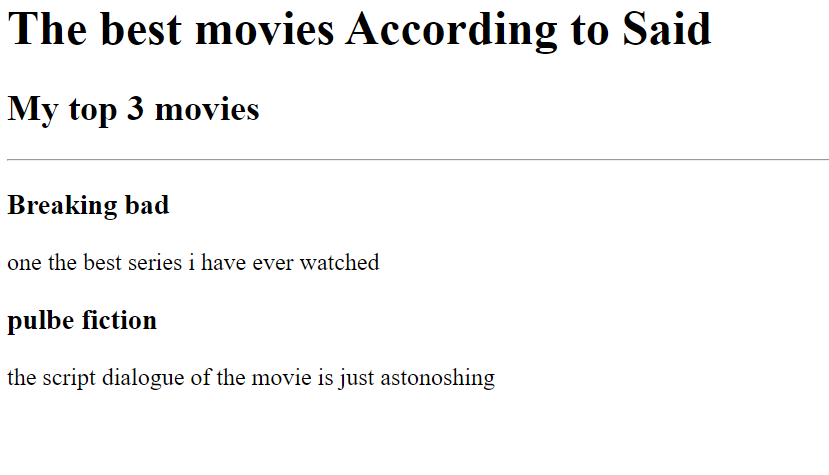 The best movies According to Said
My top 3 movies
Breaking bad
one the best series i have ever watched
pulbe fiction
the script dialogue of the movie is just astonoshing